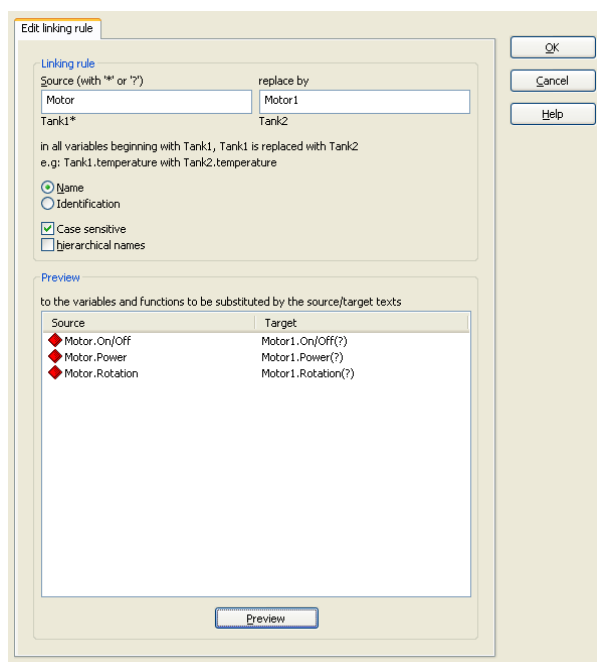 Edit linking rule
OK
Linking rule
Source (with '*' or '?') replace by
Cancel
Motor Motor1
Help
Tank1* Tank2
in all variables beginning with Tank1, Tank1 is replaced with Tank2
e.g: Tank1.temperature with Tank2.temperature
Name
Identification
Case sensitive
hierarchical names
Preview
to the variables and functions to be substituted by the source/target texts
Source Target
Motor.On/Off Motor1.On/Off(?)
Motor.Power Motor1.Power(?)
Motor.Rotation Motor1.Rotation(?)
Preview